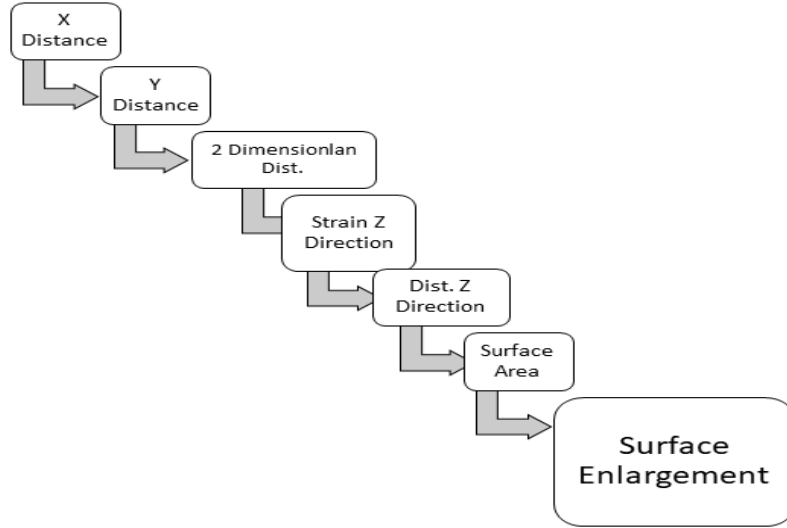 X
Distance
Y
Distance
2 Dimensionlan
Dist.
Strain Z
Direction
Dist. Z
Direction
Surface
Area
Surface
Enlargement